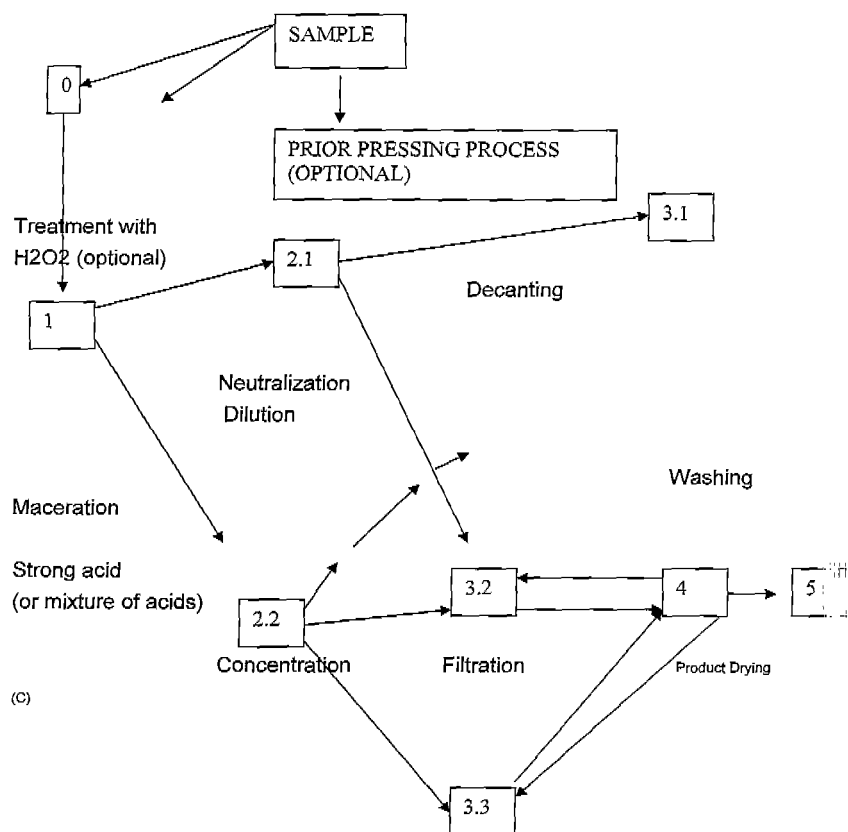 SAMPLE
0
PRIOR PRESSING PROCESS
(OPTIONAL)
3.1
Treatment with
H2O2 (optional)
2.1
Decanting
1
Neutralization
Dilution
Washing
Maceration
Strong acid
(or mixture of acids)
3.2
4
5
2.2
Concentration
Filtration
Product Drying
(C)
3.3